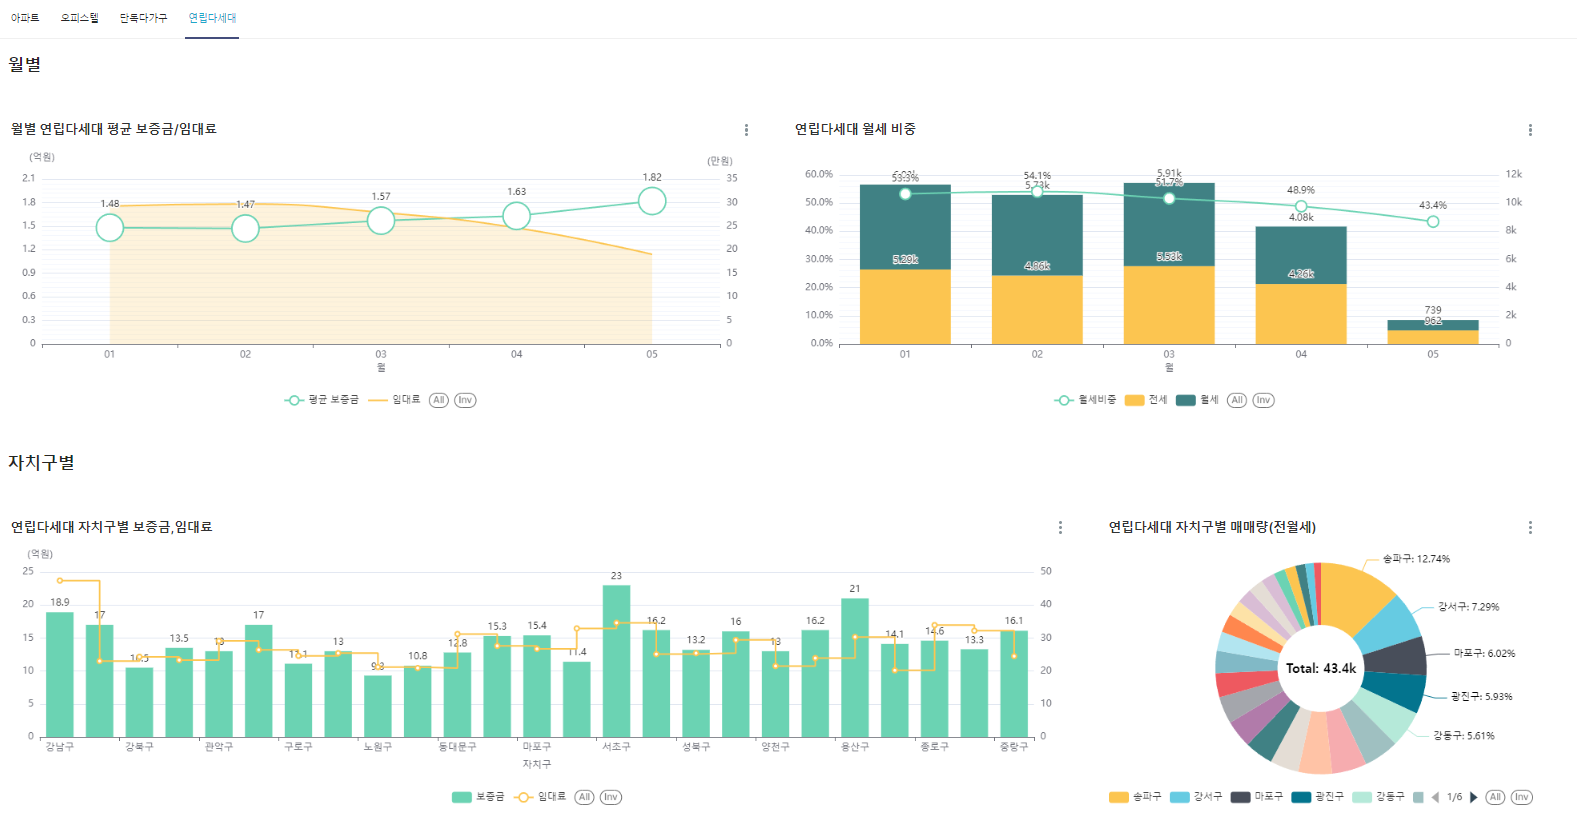 아파트 오피스텔 단독다가구 연립다세대
월별
월별 연립다세대 평균 보증금/임대료
(억원) (만원)
2.1 1.8 1.5 1.2 0.9 0.6 0.3 0
35 30 25 20 15 10 5 0
1.48 1.47 1.57 1.63 1.82
01 02 03 04 05
월
평균 보증금 임대료 All Inv
연립다세대 월세 비중
60.0% 50.0% 40.0% 30.0% 20.0% 10.0% 0.0%
12k 10k 8k 6k 4k 2k 0
53.3% 54.1% 51.7% 48.9% 43.4%
5.73k 5.91k 4.08k 739
5.29k 4.86k 5.53k 4.26k 962
01 02 03 04 05
월
월세비중 전세 월세 All Inv
자치구별
연립다세대 자치구별 보증금,임대료
(억원)
25 20 15 10 5 0
50 40 30 20 10 0
18.9 17 10.5 13.5 13 17 11.1 13 9.3 10.8 12.8 15.3 15.4 11.4 23 16.2 13.2 16 13 16.2 21 14.1 14.6 13.3 16.1
강남구 강북구 관악구 구로구 노원구 동대문구 마포구 서초구 성북구 양천구 용산구 종로구 중랑구
자치구
보증금 임대료 All Inv
연립다세대 자치구별 매매량(전월세)
송파구: 12.74%
강서구: 7.29%
마포구: 6.02%
광진구: 5.93%
강동구: 5.61%
Total: 43.4k
송파구 강서구 마포구 광진구 강동구 1/6 All Inv